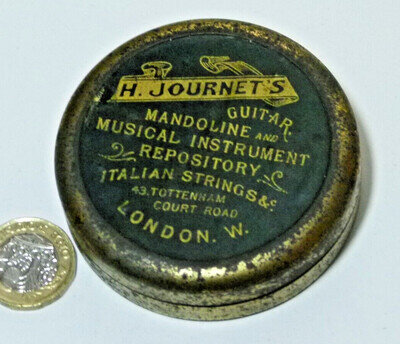 H. JOURNET'S
GUITAR,
MANDOLINE AND
MUSICAL INSTRUMENT
REPOSITORY
ITALIAN STRINGS &c
43. TOTTENHAM
COURT ROAD
LONDON. W.